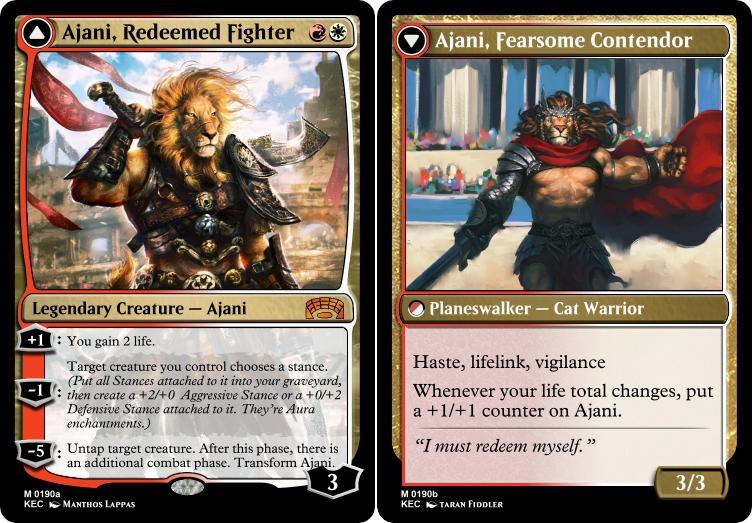 Ajani, Redeemed Fighter
Legendary Creature — Ajani
+1: You gain 2 life.
Target creature you control chooses a stance.
(Put all Stances attached to it into your graveyard,
−1: then create a +2/+0 Aggressive Stance or a +0/+2
Defensive Stance attached to it. They're Aura
enchantments.)
−5: Untap target creature. After this phase, there is
an additional combat phase. Transform Ajani.
3
M 0190a
KEC Manthos Lappas
Ajani, Fearsome Contendor
Planeswalker — Cat Warrior
Haste, lifelink, vigilance
Whenever your life total changes, put
a +1/+1 counter on Ajani.
"I must redeem myself."
3/3
M 0190b
KEC Taran Fiddler